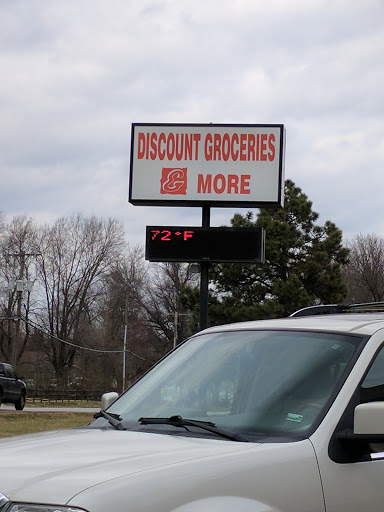 DISCOUNT GROCERIES
& MORE
72°F